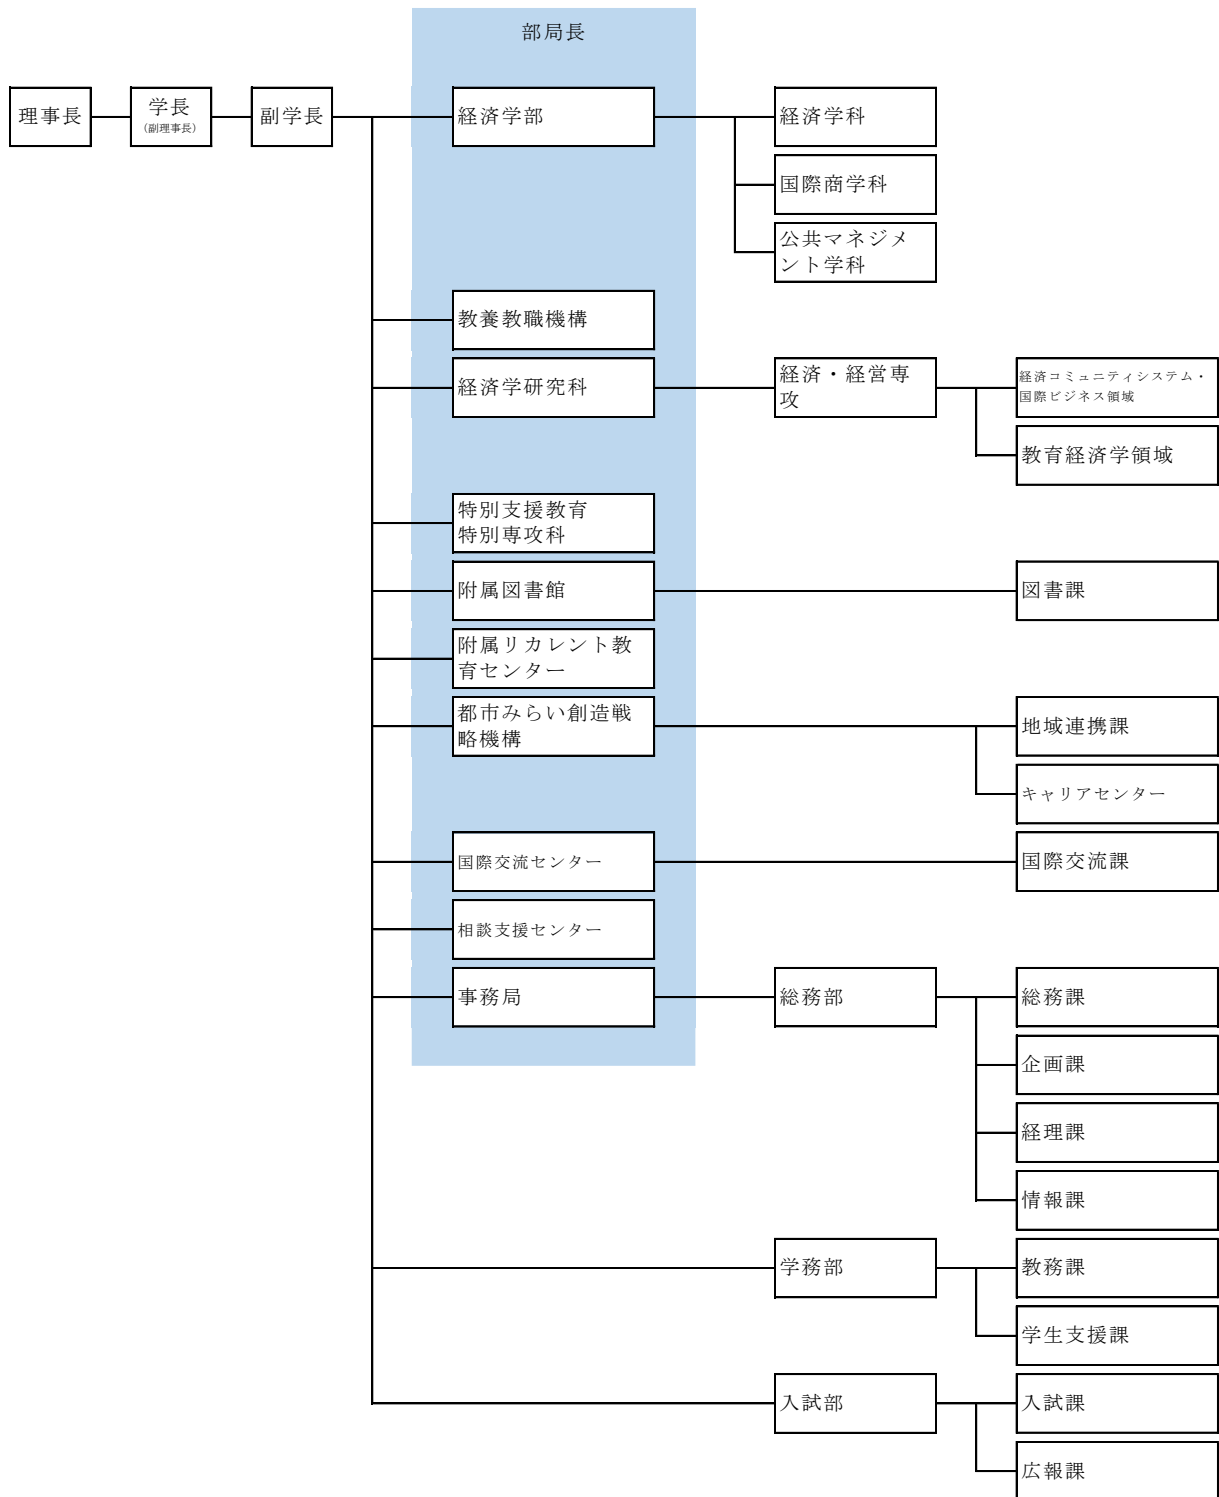 部局長
理事長
学長
(副理事長)
副学長
経済学部
経済学科
国際商学科
公共マネジメ
ント学科
教養教職機構
経済学研究科
経済・経営専
攻
経済コミュニティシステム・
国際ビジネス領域
教育経済学領域
特別支援教育
特別専攻科
附属図書館
図書課
附属リカレント教
育センター
都市みらい創造戦
略機構
地域連携課
キャリアセンター
国際交流センター
国際交流課
相談支援センター
事務局
総務部
総務課
企画課
経理課
情報課
学務部
教務課
学生支援課
入試部
入試課
広報課